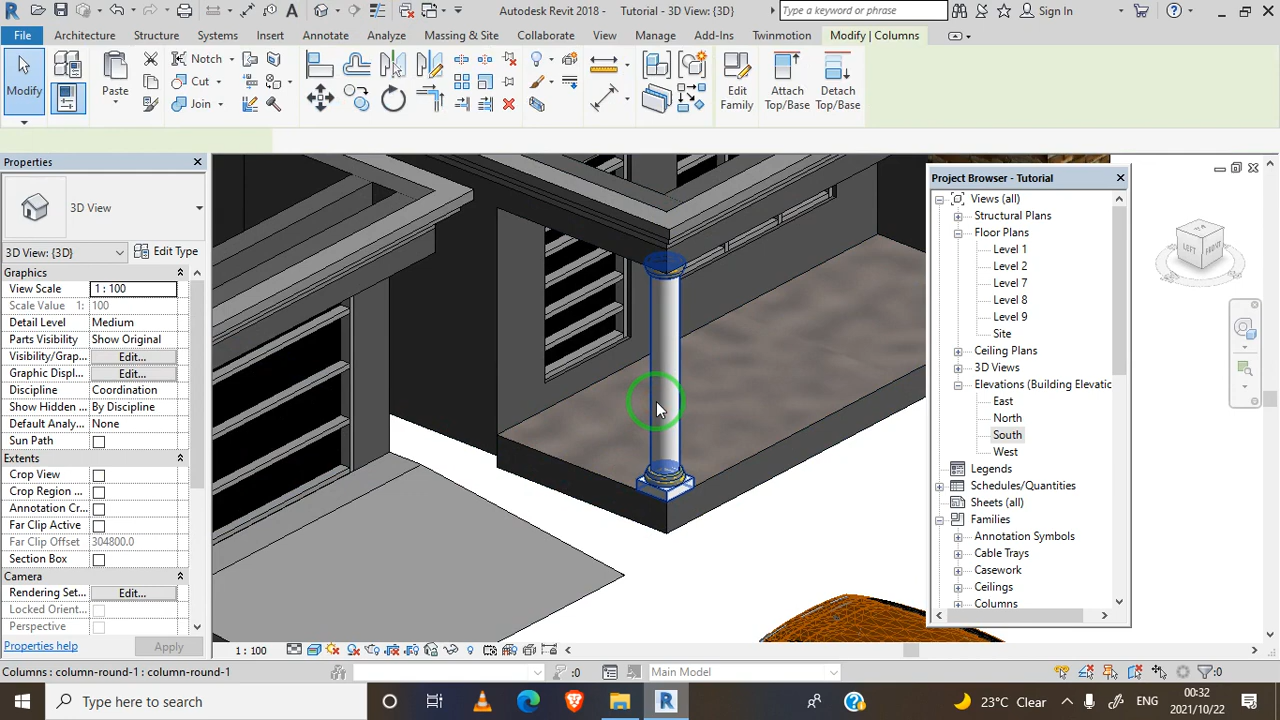 Autodesk Revit 2018 - Tutorial - 3D View: {3D}
Type a keyword or phrase
Sign In
File Architecture Structure Systems Insert Annotate Analyze Massing & Site Collaborate View Manage Add-Ins Twinmotion Modify | Columns
Modify
Paste
Notch
Cut
Join
Edit
Family
Attach
Top/Base
Detach
Top/Base
Properties
3D View
3D View: {3D}
Edit Type
Graphics
View Scale 1 : 100
Scale Value 1: 100
Detail Level Medium
Parts Visibility Show Original
Visibility/Grap... Edit...
Graphic Displ... Edit...
Discipline Coordination
Show Hidden ... By Discipline
Default Analy... None
Sun Path
Extents
Crop View
Crop Region ...
Annotation Cr...
Far Clip Active
Far Clip Offset 304800.0
Section Box
Camera
Rendering Set... Edit...
Locked Orient...
Perspective
Properties help
Apply
Project Browser - Tutorial
Views (all)
Structural Plans
Floor Plans
Level 1
Level 2
Level 7
Level 8
Level 9
Site
Ceiling Plans
3D Views
Elevations (Building Elevatic
East
North
South
West
Legends
Schedules/Quantities
Sheets (all)
Families
Annotation Symbols
Cable Trays
Casework
Ceilings
Columns
LEFT
FRONT
1 : 100
Columns : column-round-1 : column-round-1
:0
Main Model
:0
Type here to search
23°C Clear
ENG
00:32
2021/10/22